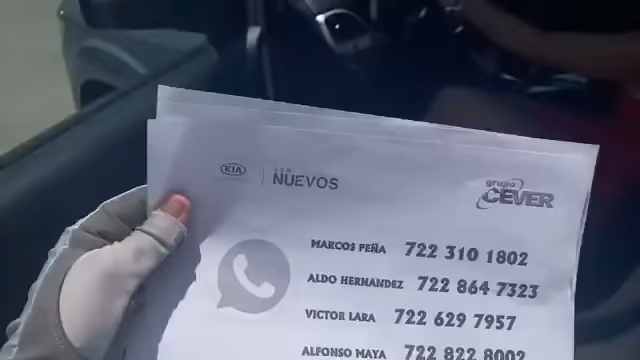 KIA
SEMI
NUEVOS
grupo
CEVER
MARCOS PEÑA 722 310 1802
ALDO HERNANDEZ 722 864 7323
VICTOR LARA 722 629 7957
ALFONSO MAYA 722 822 8002